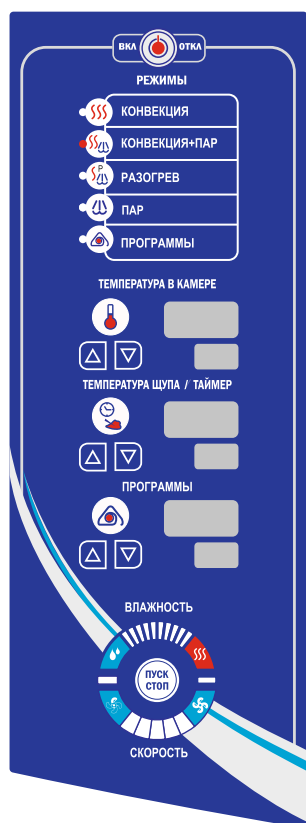 ВКЛ ОТКЛ
РЕЖИМЫ
КОНВЕКЦИЯ
КОНВЕКЦИЯ+ПАР
Р
РАЗОГРЕВ
ПАР
ПРОГРАММЫ
ТЕМПЕРАТУРА В КАМЕРЕ
ТЕМПЕРАТУРА ЩУПА / ТАЙМЕР
ПРОГРАММЫ
ВЛАЖНОСТЬ
ПУСК
СТОП
СКОРОСТЬ